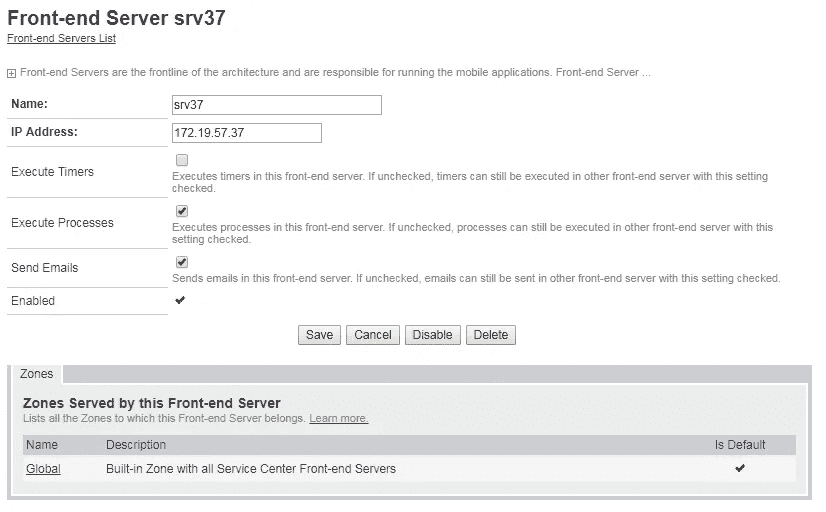 Front-end Server srv37
Front-end Servers List
Front-end Servers are the frontline of the architecture and are responsible for running the mobile applications. Front-end Server ...
Name:
srv37
IP Address:
172.19.57.37
Execute Timers
Executes timers in this front-end server. If unchecked, timers can still be executed in other front-end server with this setting
checked.
Execute Processes
Executes processes in this front-end server. If unchecked, processes can still be executed in other front-end server with this
setting checked.
Send Emails
Sends emails in this front-end server. If unchecked, emails can still be sent in other front-end server with this setting checked.
Enabled
Save Cancel Disable Delete
Zones
Zones Served by this Front-end Server
Lists all the Zones to which this Front-end Server belongs. Learn more.
Name Description Is Default
Global Built-in Zone with all Service Center Front-end Servers